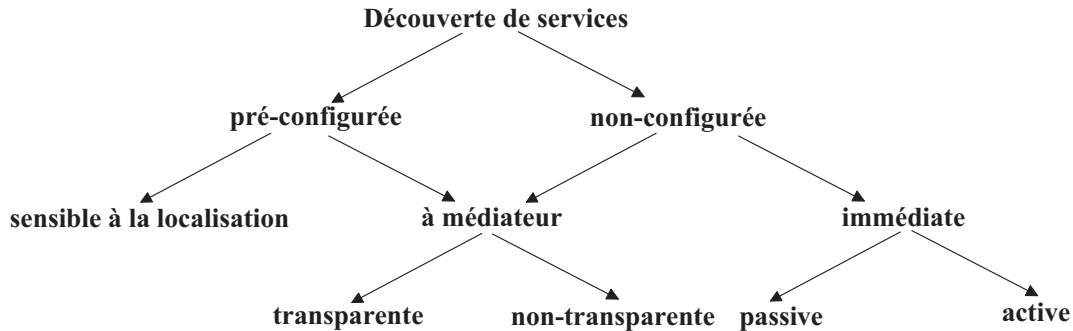 Découverte de services
pré-configurée
non-configurée
sensible à la localisation
à médiateur
immédiate
transparente
non-transparente
passive
active